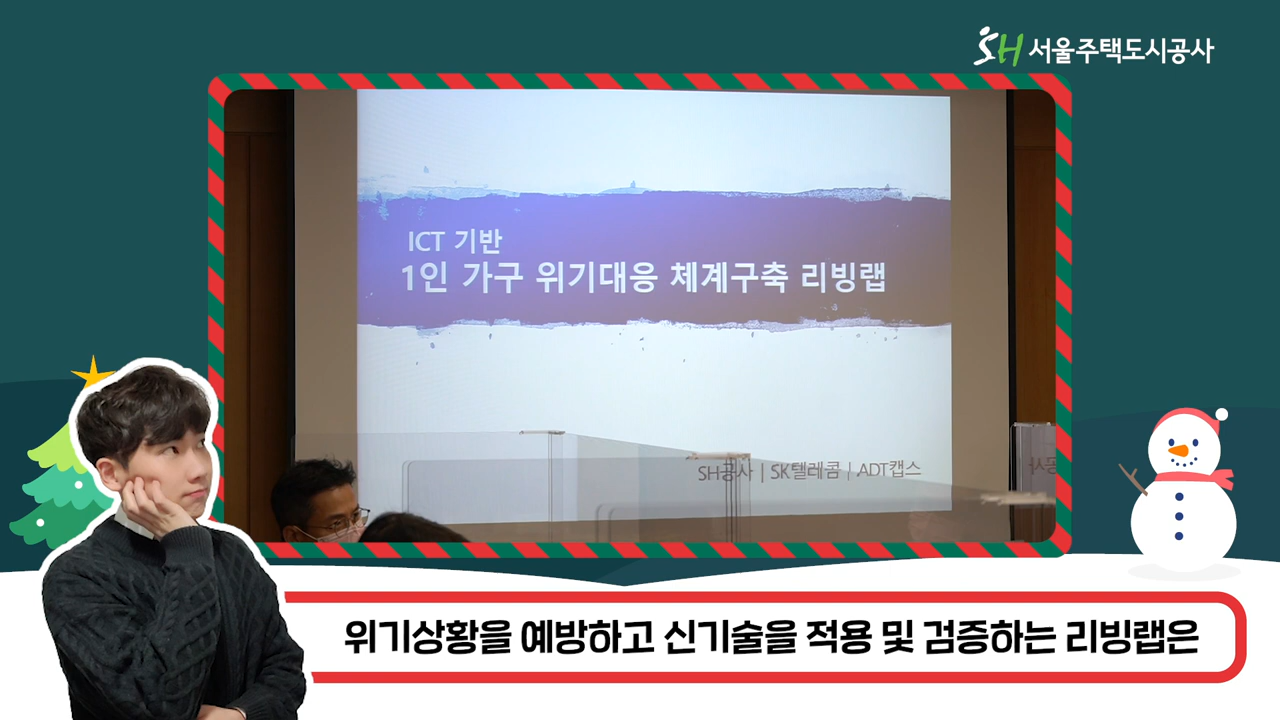 SH 서울주택도시공사
ICT 기반
1인 가구 위기대응 체계구축 리빙랩
SH공사 | SK텔레콤 | ADT캡스
위기상황을 예방하고 신기술을 적용 및 검증하는 리빙랩은